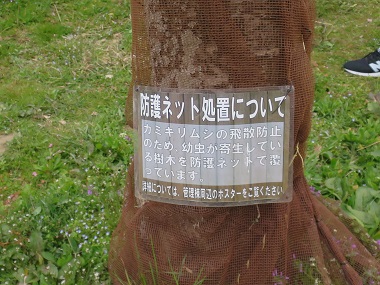 防護ネット処置について
カミキリムシの飛散防止
のため、幼虫が寄生してい
る樹木を防護ネットで覆
っています。
詳細については、管理棟周辺のポスターをご覧ください